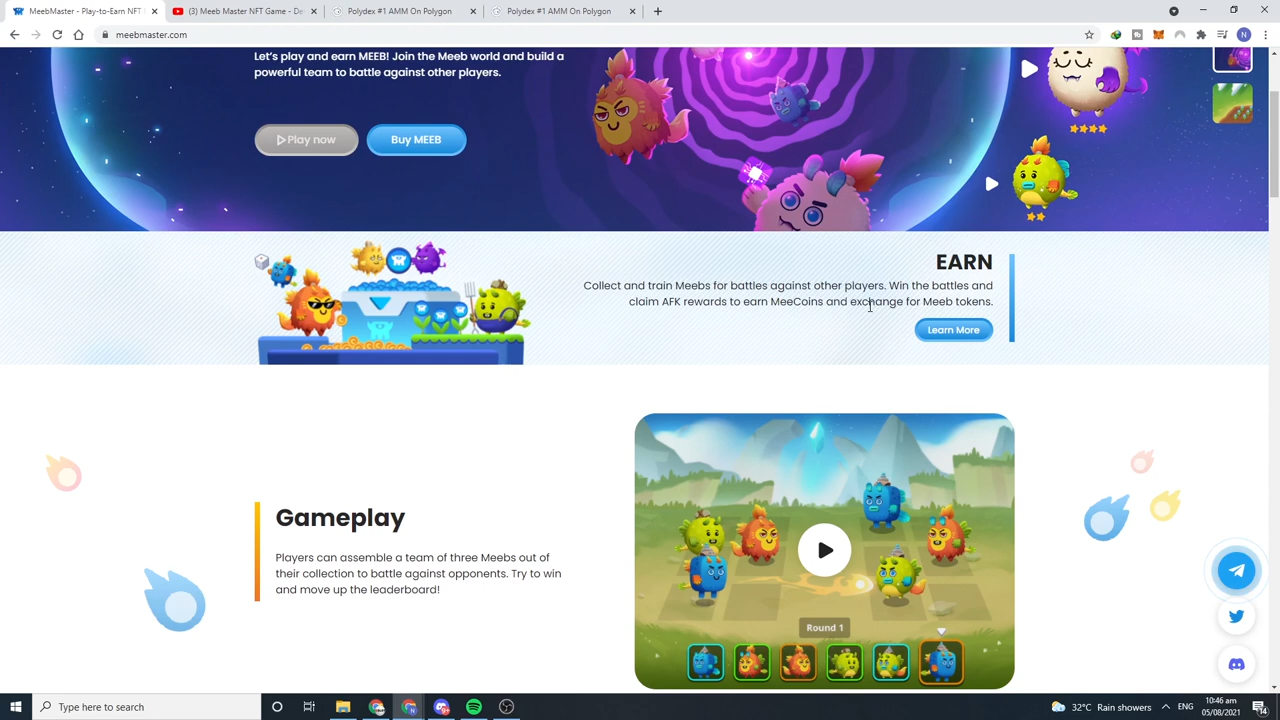 MeebMaster - Play-to-Earn NFT
(3) Meeb Master NFT Game - De
Polydex #1 AMM On Polygon
Polydex #1 AMM On Polygon
meebmaster.com
N
Let's play and earn MEEB! Join the Meeb world and build a
powerful team to battle against other players.
Play now
Buy MEEB
EARN
Collect and train Meebs for battles against other players. Win the battles and
claim AFK rewards to earn MeeCoins and exchange for Meeb tokens.
Learn More
Gameplay
Players can assemble a team of three Meebs out of
their collection to battle against opponents. Try to win
and move up the leaderboard!
Round 1
Type here to search
32°C Rain showers
ENG
10:46 am
05/08/2021
14